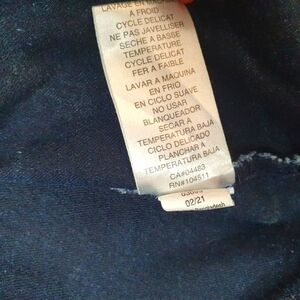 LAVAGE EN
A FROID
CYCLE DELICAT
NE PAS JAVELLISER
SECHE A BASSE
TEMPERATURE
CYCLE DELICAT
FER A FAIBLE
LAVAR A MAQUINA
EN FRIO
EN CICLO SUAVE
NO USAR
BLANQUEADOR
SECAR A
TEMPERATURA BAJA
CICLO DELICADO
PLANCHAR A
TEMPERATURA BAJA
CA#04483
RN#104511
02/21